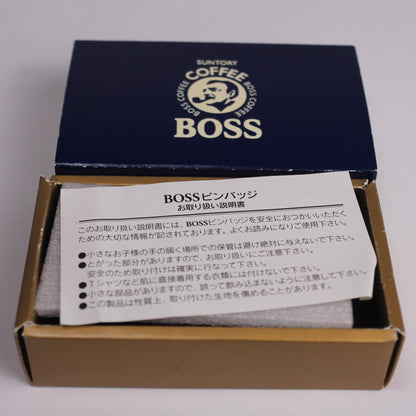 SUNTORY
COFFEE
BOSS COFFEE
BOSS COFFEE
BOSS
BOSSピンバッジ
お取り扱い説明書
このお取り扱い説明書には、BOSSピンバッジを安全におつかいいただく
ための大切な情報が記されております。よくお読みになりご使用下さい。
●小さなお子様の手の届く場所での保管は避け絶対に与えないで下さい。
●とがった部分がありますので、お取り扱いにご注意下さい。
安全のため取り付けは確実に行なって下さい。
●Tシャツなど肌に直接着用する衣類には付けないで下さい。
●小さな部品がありますので、誤って飲み込まないように注意して下さい。
●この製品は性質上、取り付けた生地を傷めることがあります。